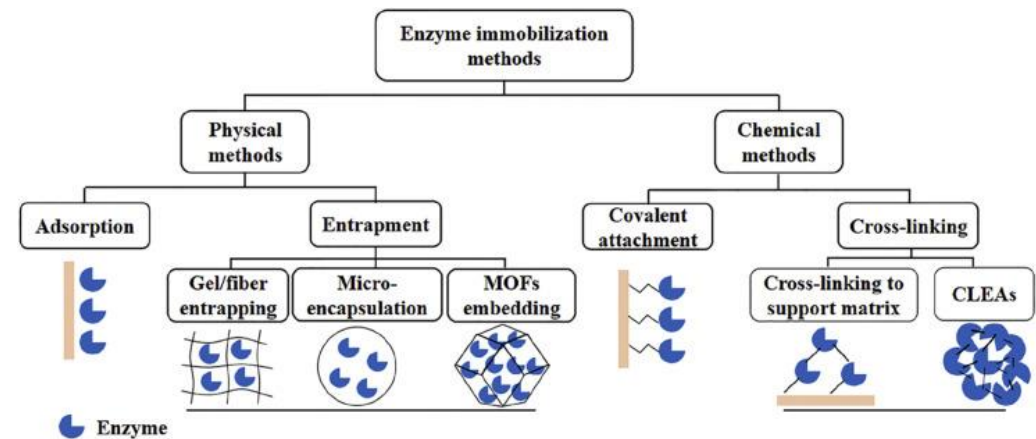 Enzyme immobilization
methods
Physical
methods
Chemical
methods
Adsorption
Entrapment
Covalent
attachment
Cross-linking
Gel/fiber
entrapping
Micro-
encapsulation
MOFs
embedding
Cross-linking to
support matrix
CLEAs
Enzyme